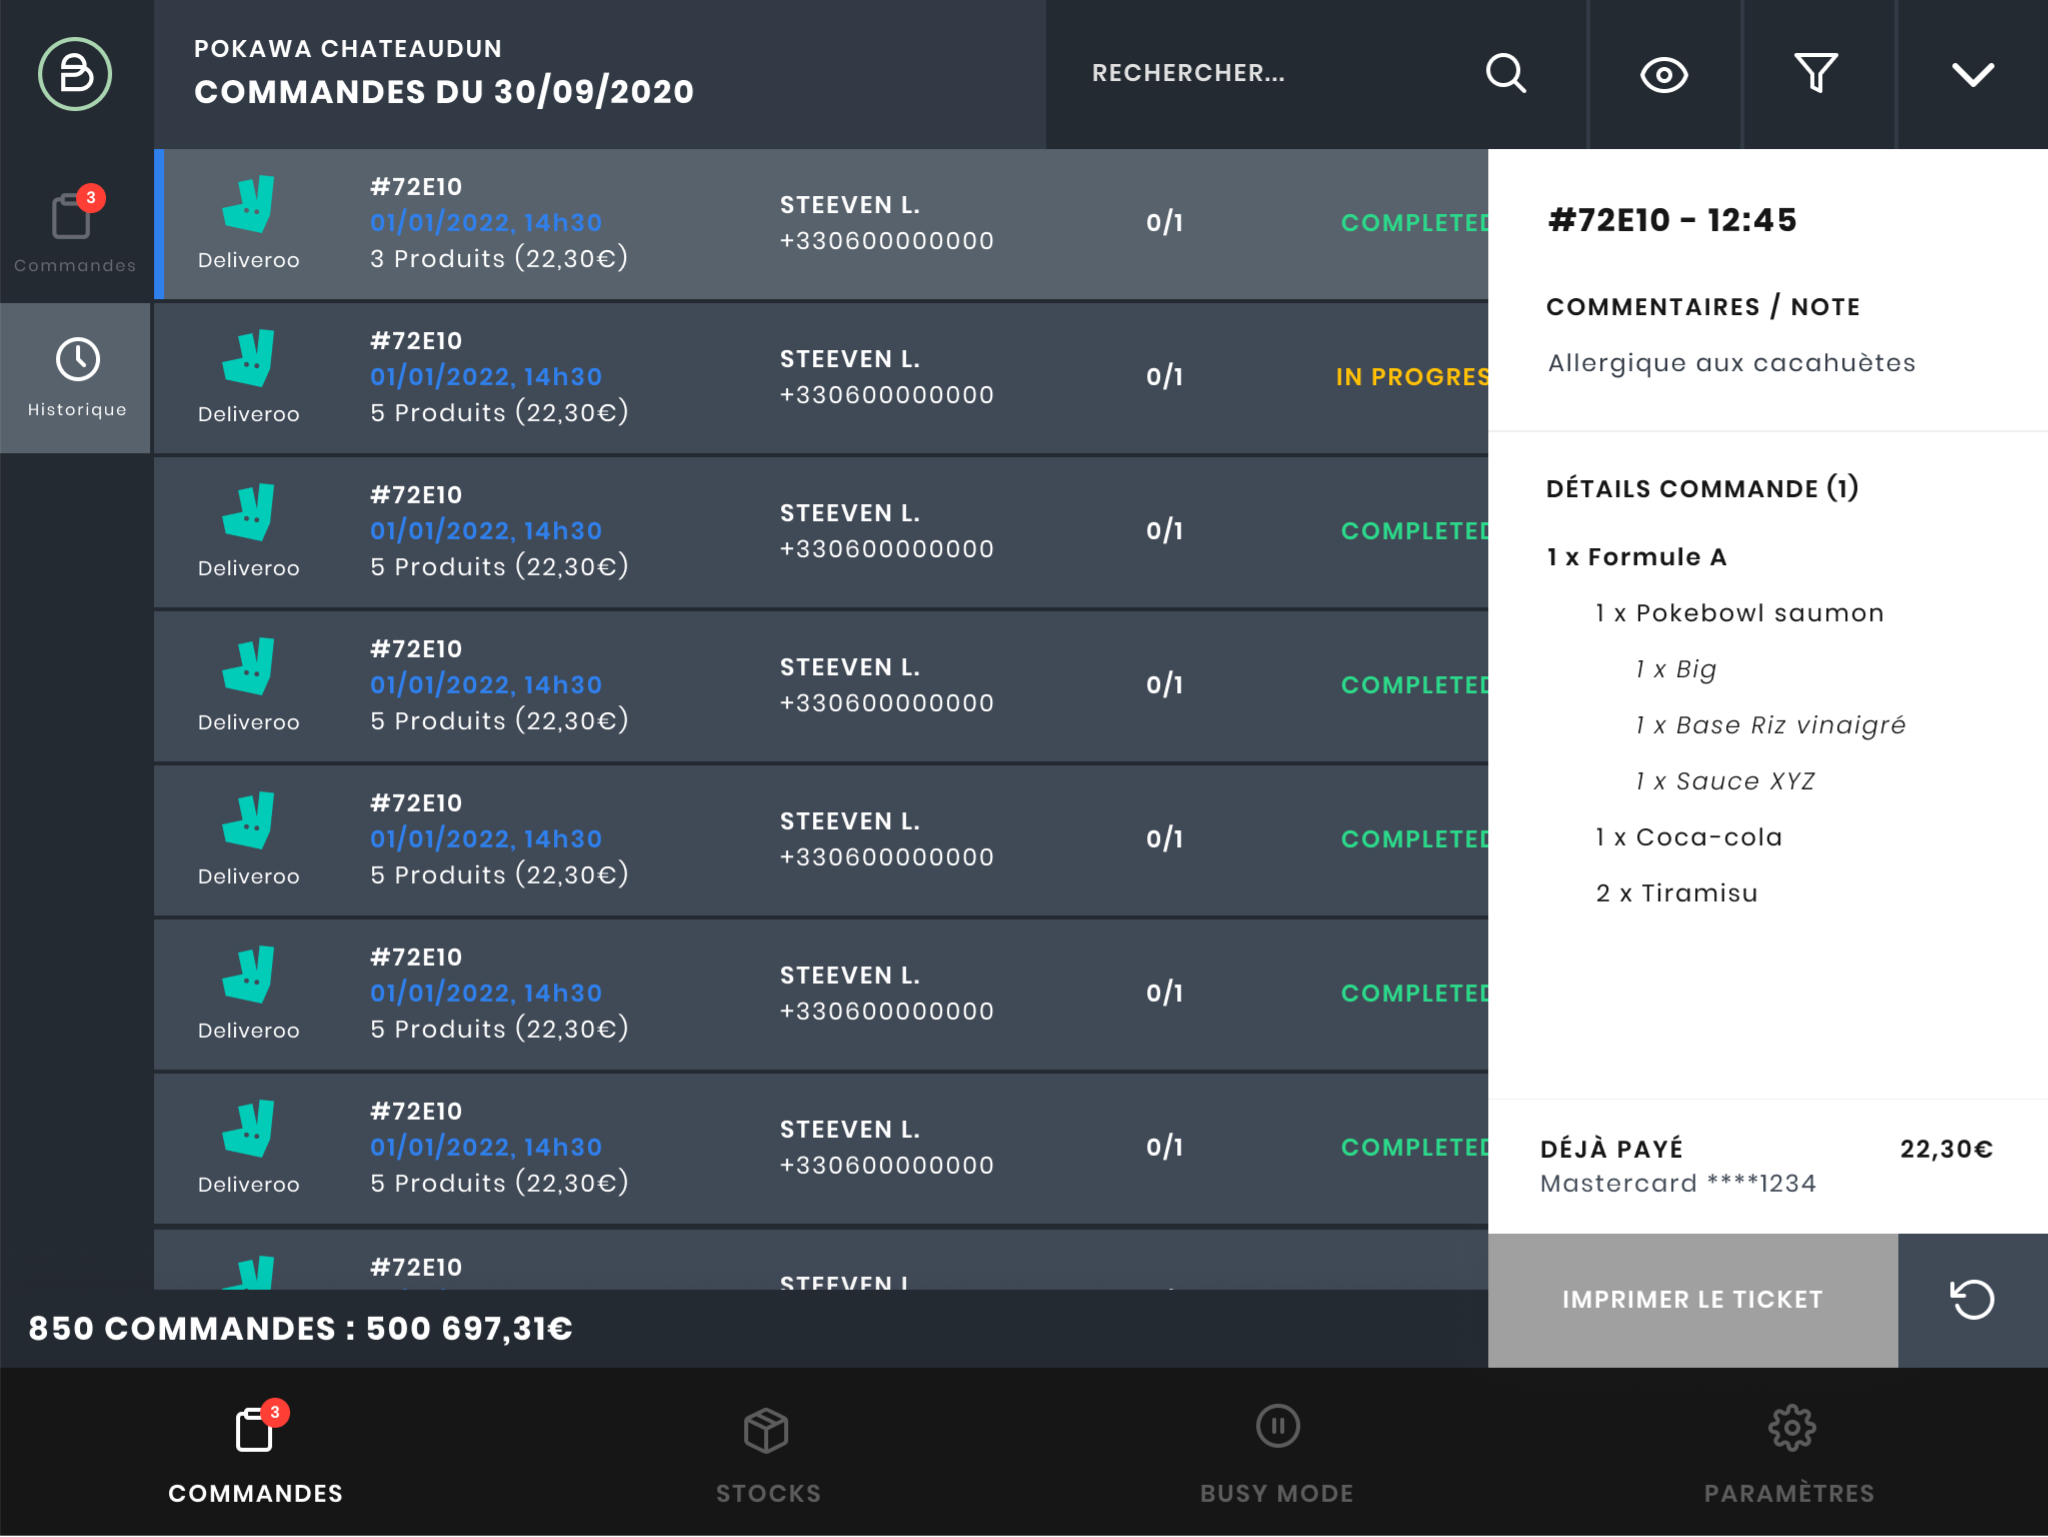 POKAWA CHATEAUDUN
COMMANDES DU 30/09/2020
RECHERCHER...
3
Commandes
Historique
Deliveroo
#72E10
01/01/2022, 14h30
3 Produits (22,30€)
STEEVEN L.
+330600000000
0/1
COMPLETED
Deliveroo
#72E10
01/01/2022, 14h30
5 Produits (22,30€)
STEEVEN L.
+330600000000
0/1
IN PROGRES
Deliveroo
#72E10
01/01/2022, 14h30
5 Produits (22,30€)
STEEVEN L.
+330600000000
0/1
COMPLETED
Deliveroo
#72E10
01/01/2022, 14h30
5 Produits (22,30€)
STEEVEN L.
+330600000000
0/1
COMPLETED
Deliveroo
#72E10
01/01/2022, 14h30
5 Produits (22,30€)
STEEVEN L.
+330600000000
0/1
COMPLETED
Deliveroo
#72E10
01/01/2022, 14h30
5 Produits (22,30€)
STEEVEN L.
+330600000000
0/1
COMPLETED
Deliveroo
#72E10
01/01/2022, 14h30
5 Produits (22,30€)
STEEVEN L.
+330600000000
0/1
COMPLETED
#72E10
STEEVEN L
#72E10 - 12:45
COMMENTAIRES / NOTE
Allergique aux cacahuètes
DÉTAILS COMMANDE (1)
1 x Formule A
1 x Pokebowl saumon
1 x Big
1 x Base Riz vinaigré
1 x Sauce XYZ
1 x Coca-cola
2 x Tiramisu
DÉJÀ PAYÉ 22,30€
Mastercard ****1234
IMPRIMER LE TICKET
850 COMMANDES : 500 697,31€
3
COMMANDES
STOCKS
BUSY MODE
PARAMÈTRES